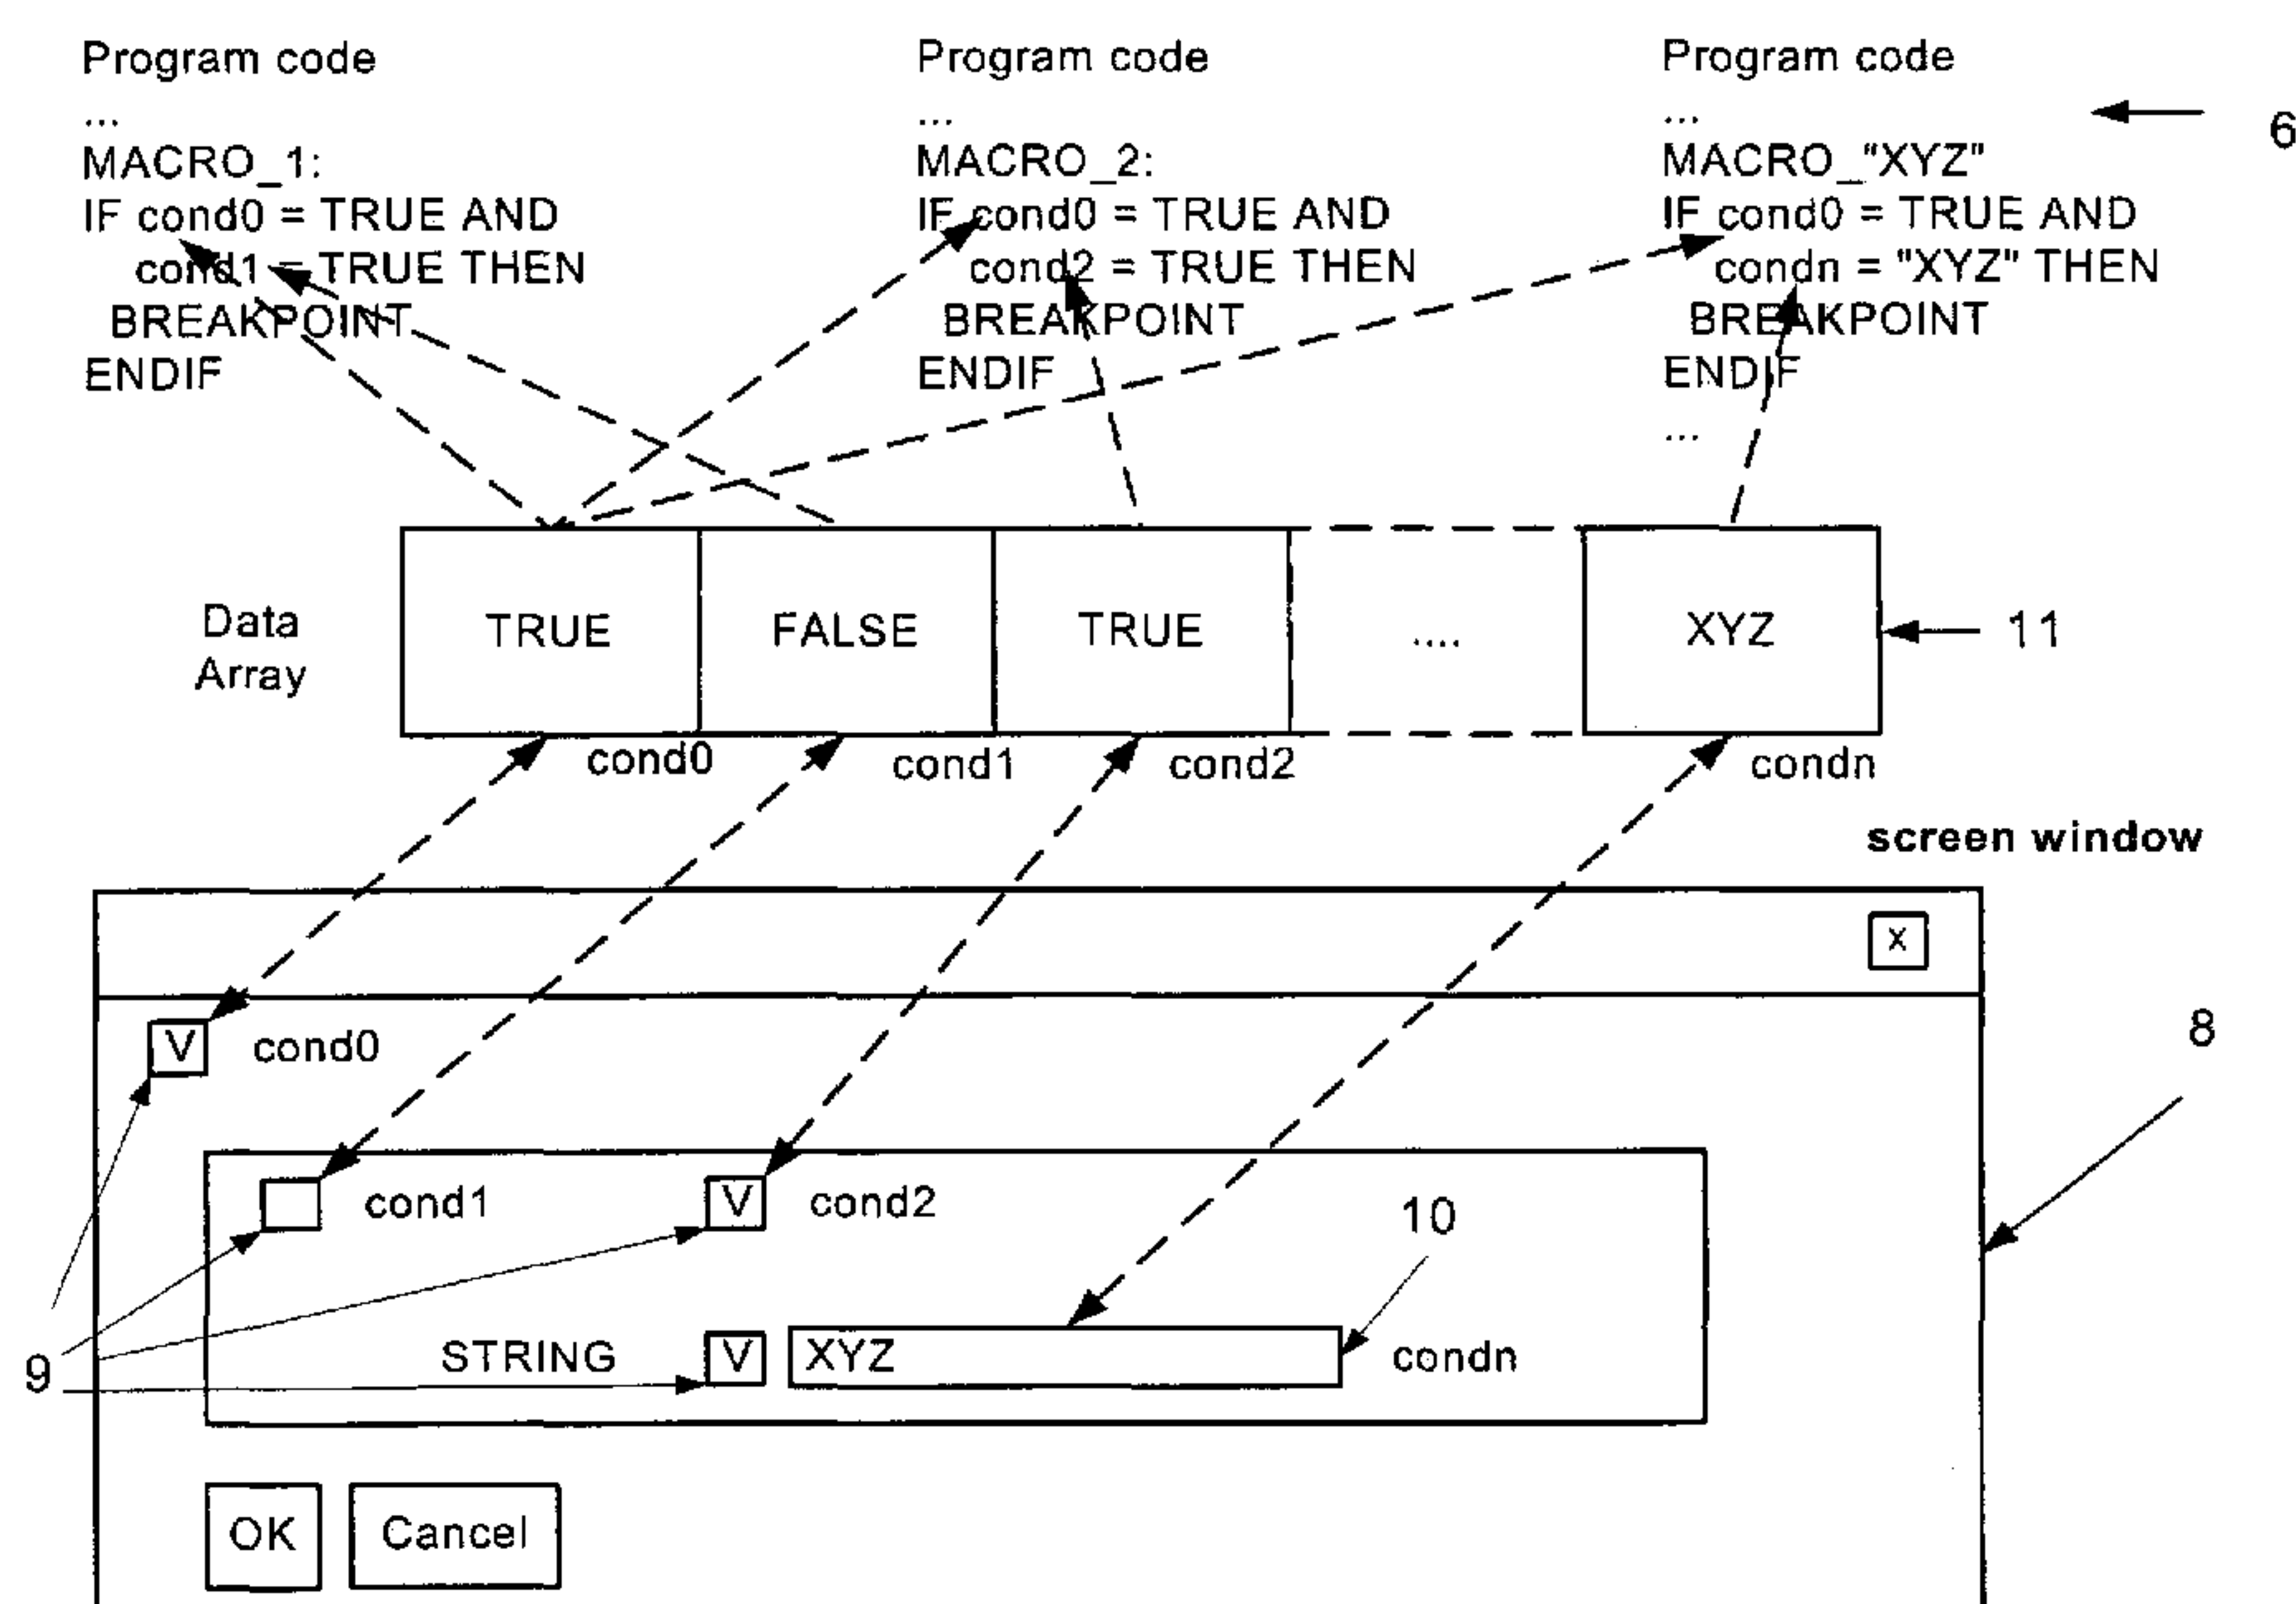 Program code
...
MACRO_1:
IF cond0 = TRUE AND
cond1 = TRUE THEN
BREAKPOINT
ENDIF
Program code
...
MACRO_2:
IF cond0 = TRUE AND
cond2 = TRUE THEN
BREAKPOINT
ENDIF
Program code
...
MACRO_"XYZ"
IF cond0 = TRUE AND
condn = "XYZ" THEN
BREAKPOINT
ENDIF
...
6
Data
Array
TRUE
FALSE
TRUE
....
XYZ
11
cond0
cond1
cond2
condn
screen window
x
V
cond0
8
cond1
V
cond2
10
9
STRING
V
XYZ
condn
OK
Cancel